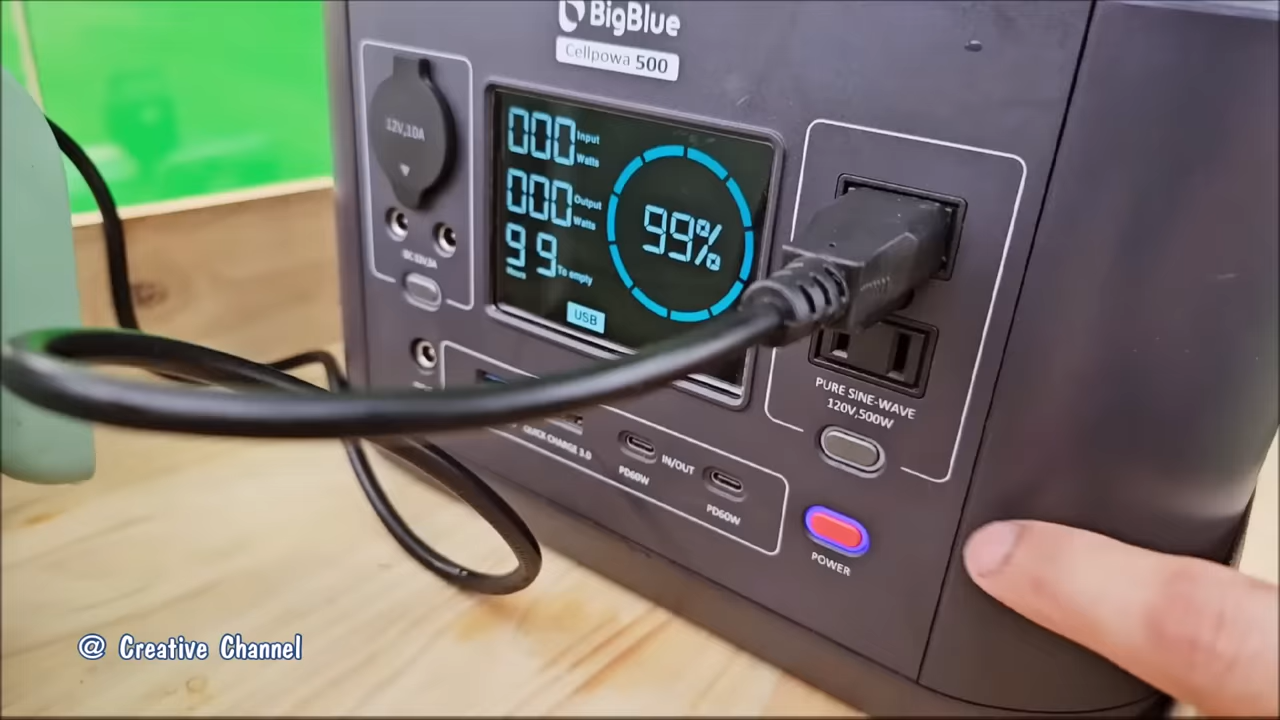 BigBlue
Cellpowa 500
12V,10A
000 Input Watts
000 Output Watts
99 To empty
99%
USB
PURE SINE-WAVE
120V,500W
QUICK CHARGE 3.0
IN/OUT
PD60W
PD60W
POWER
@ Creative Channel